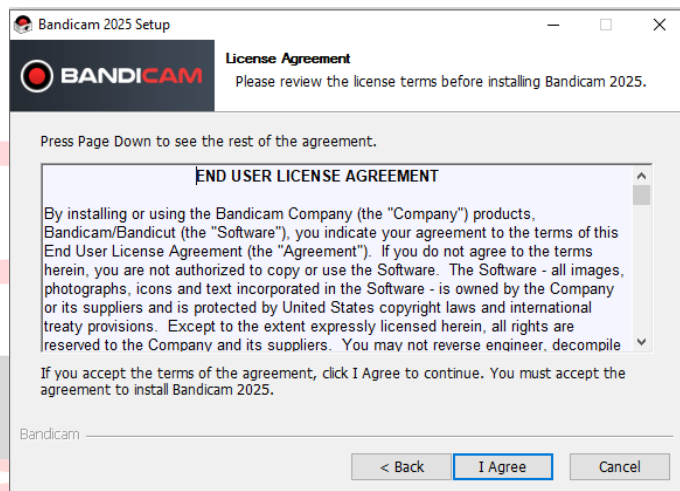 Bandicam 2025 Setup
BANDICAM
License Agreement
Please review the license terms before installing Bandicam 2025.
Press Page Down to see the rest of the agreement.
END USER LICENSE AGREEMENT
By installing or using the Bandicam Company (the "Company") products,
Bandicam/Bandicut (the "Software"), you indicate your agreement to the terms of this
End User License Agreement (the "Agreement").  If you do not agree to the terms
herein, you are not authorized to copy or use the Software.  The Software - all images,
photographs, icons and text incorporated in the Software - is owned by the Company
or its suppliers and is protected by United States copyright laws and international
treaty provisions.  Except to the extent expressly licensed herein, all rights are
reserved to the Company and its suppliers.  You may not reverse engineer, decompile
If you accept the terms of the agreement, click I Agree to continue. You must accept the
agreement to install Bandicam 2025.
Bandicam
< Back
I Agree
Cancel